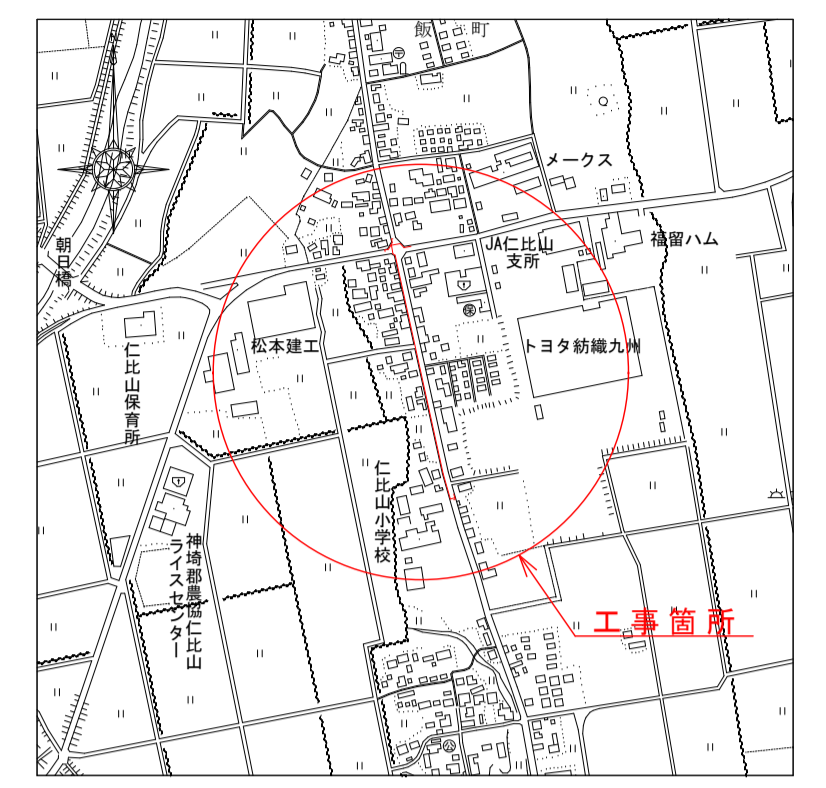 飯 町
メークス
JA仁比山
支所
福留ハム
朝日橋
松本建工
トヨタ紡織九州
仁比山保育所
仁比山小学校
神埼郡農協仁比山
ライスセンター
工事箇所